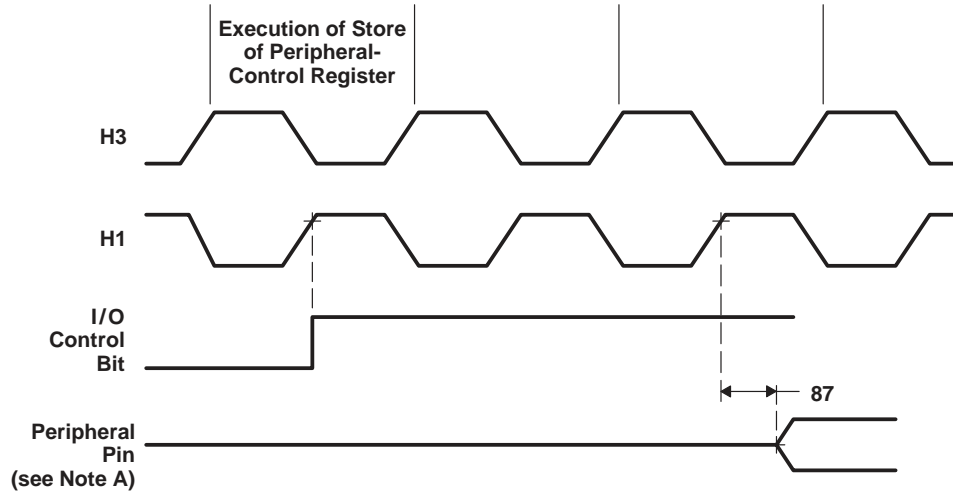 Execution of Store
of Peripheral-
Control Register
H3
H1
I/O
Control
Bit
87
Peripheral
Pin
(see Note A)